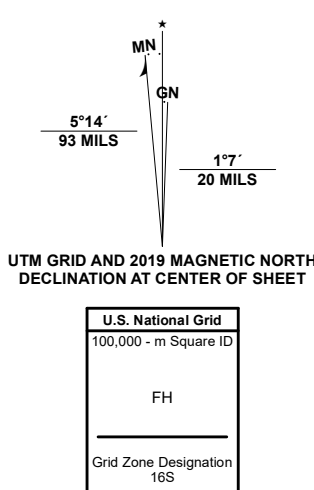 MN
GN
5°14´
93 MILS
1°7´
20 MILS
UTM GRID AND 2019 MAGNETIC NORTH
DECLINATION AT CENTER OF SHEET
U.S. National Grid
100,000 - m Square ID
FH
Grid Zone Designation
16S